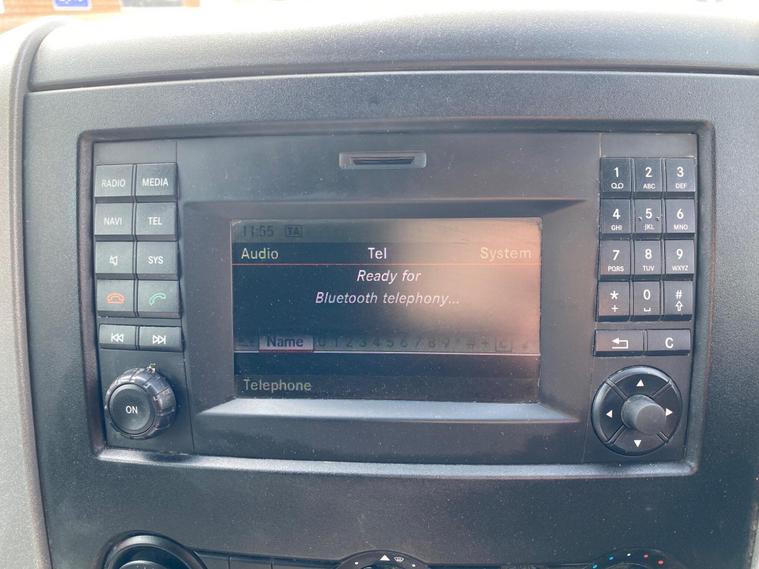 RADIO MEDIA
NAVI TEL
SYS
ON
11:55 TA
Audio Tel System
Ready for
Bluetooth telephony...
Name 0 1 2 3 4 5 6 7 8 9 * # + C
Telephone
1 2 3
ABC DEF
4 5 6
GHI JKL MNO
7 8 9
PQRS TUV WXYZ
* 0 #
+
C